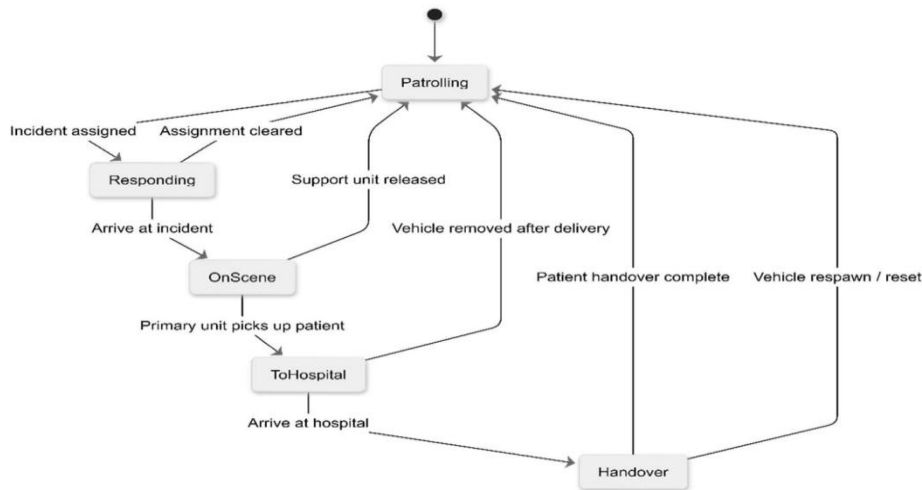 Patrolling
Incident assigned
Assignment cleared
Responding
Support unit released
Arrive at incident
Vehicle removed after delivery
OnScene
Patient handover complete
Vehicle respawn / reset
Primary unit picks up patient
ToHospital
Arrive at hospital
Handover